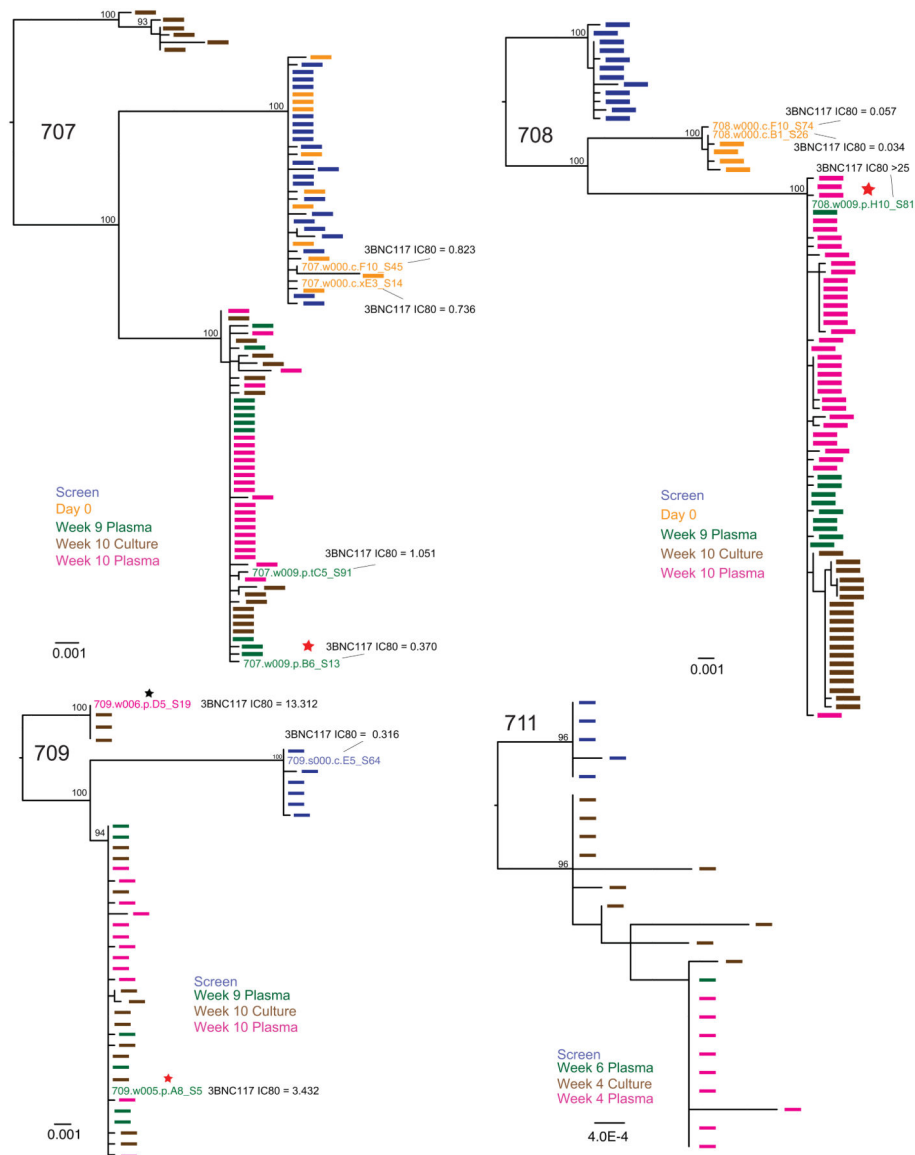 100
93
707
100
100
3BNC117 IC80 = 0.823
707.w000.c.F10_S45
707.w000.c.xE3_S14
3BNC117 IC80 = 0.736
100
Screen
Day 0
Week 9 Plasma
Week 10 Culture
Week 10 Plasma
3BNC117 IC80 = 1.051
707.w009.p.tC5_S91
3BNC117 IC80 = 0.370
707.w009.p.B6_S13
0.001
100
708
3BNC117 IC80 = 0.057
708.w000.c.F10_S74
100
708.w000.c.B1_S26
3BNC117 IC80 = 0.034
100
3BNC117 IC80 >25
100
708.w009.p.H10_S81
Screen
Day 0
Week 9 Plasma
Week 10 Culture
Week 10 Plasma
0.001
100
709.w006.p.D5_S19 3BNC117 IC80 = 13.312
709
3BNC117 IC80 = 0.316
100
709.s000.c.E5_S64
100
94
Screen
Week 9 Plasma
Week 10 Culture
Week 10 Plasma
709.w005.p.A8_S5 3BNC117 IC80 = 3.432
0.001
711
96
96
Screen
Week 6 Plasma
Week 4 Culture
Week 4 Plasma
4.0E-4